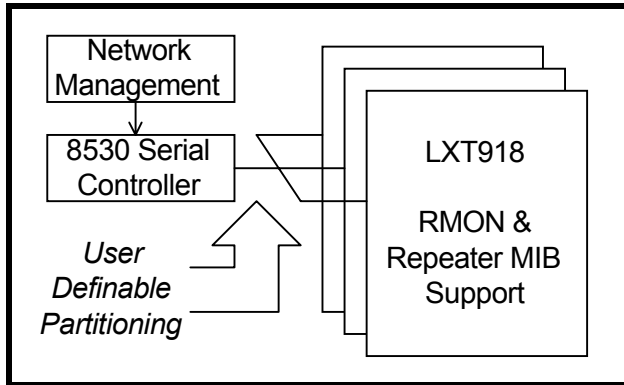 Network
Management
8530 Serial
Controller
User
Definable
Partitioning
LXT918
RMON &
Repeater MIB
Support